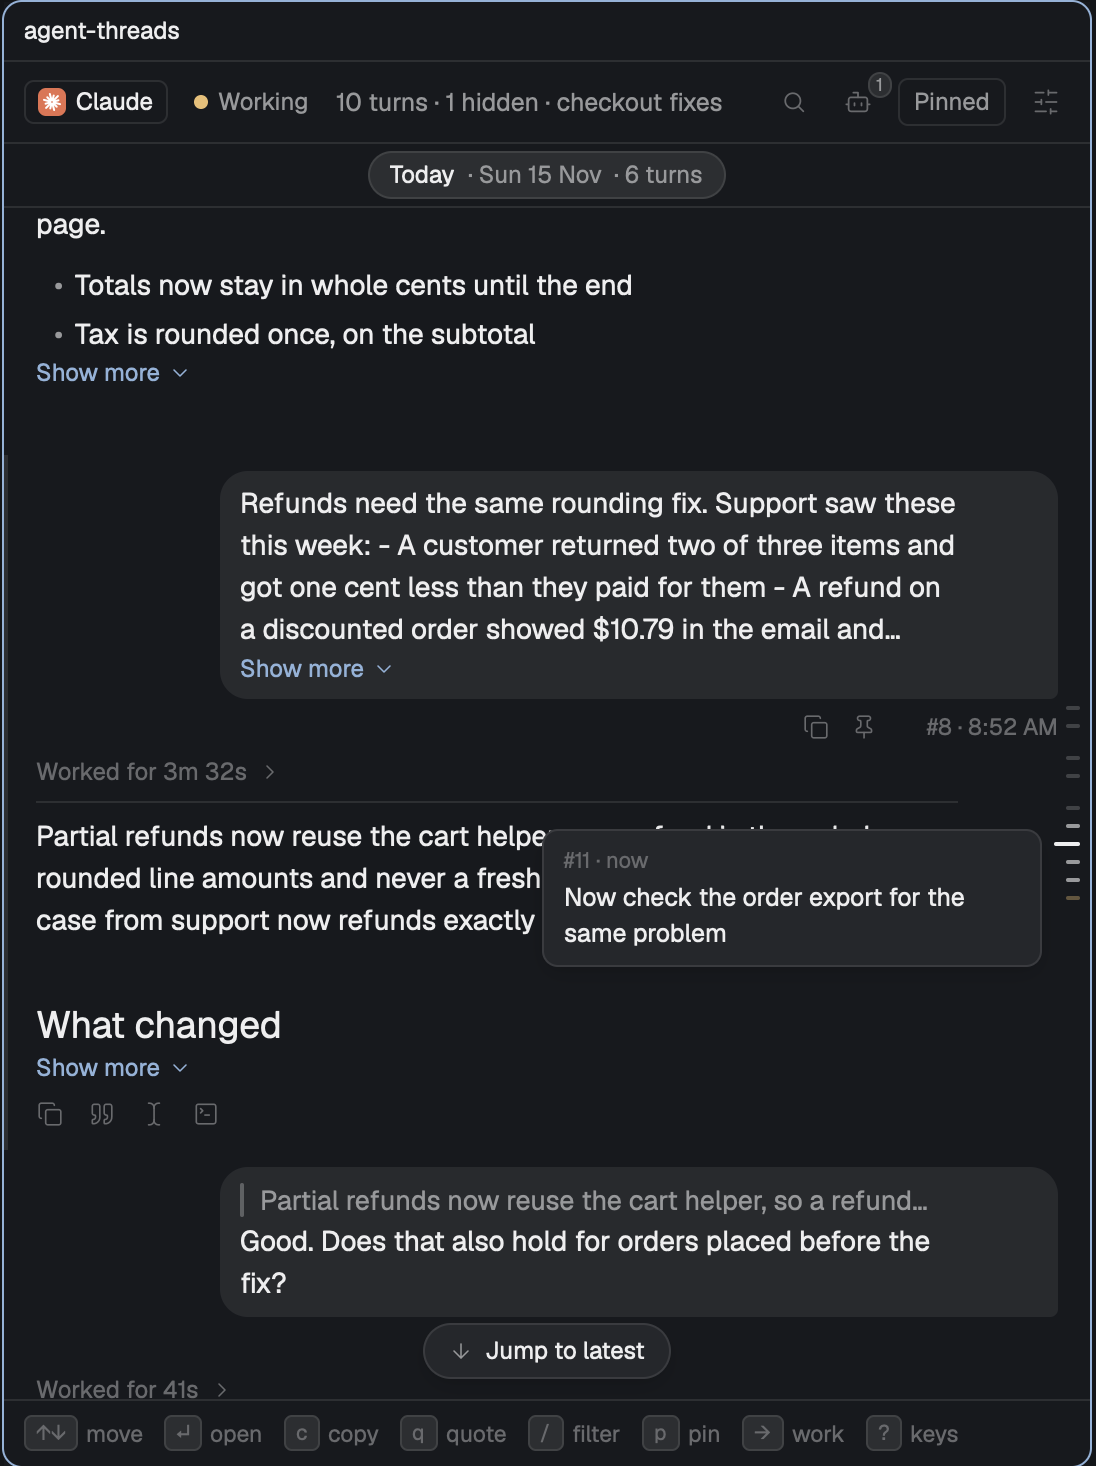 agent-threads
Claude
Working
10 turns · 1 hidden · checkout fixes
1
Pinned
Today · Sun 15 Nov · 6 turns
page.
• Totals now stay in whole cents until the end
• Tax is rounded once, on the subtotal
Show more
Refunds need the same rounding fix. Support saw these
this week: - A customer returned two of three items and
got one cent less than they paid for them - A refund on
a discounted order showed $10.79 in the email and…
Show more
#8 · 8:52 AM
Worked for 3m 32s
Partial refunds now reuse the cart helpe
rounded line amounts and never a fresh
case from support now refunds exactly
#11 · now
Now check the order export for the
same problem
What changed
Show more
Partial refunds now reuse the cart helper, so a refund…
Good. Does that also hold for orders placed before the
fix?
Jump to latest
Worked for 41s
↑↓ move ↵ open c copy q quote / filter p pin → work ? keys